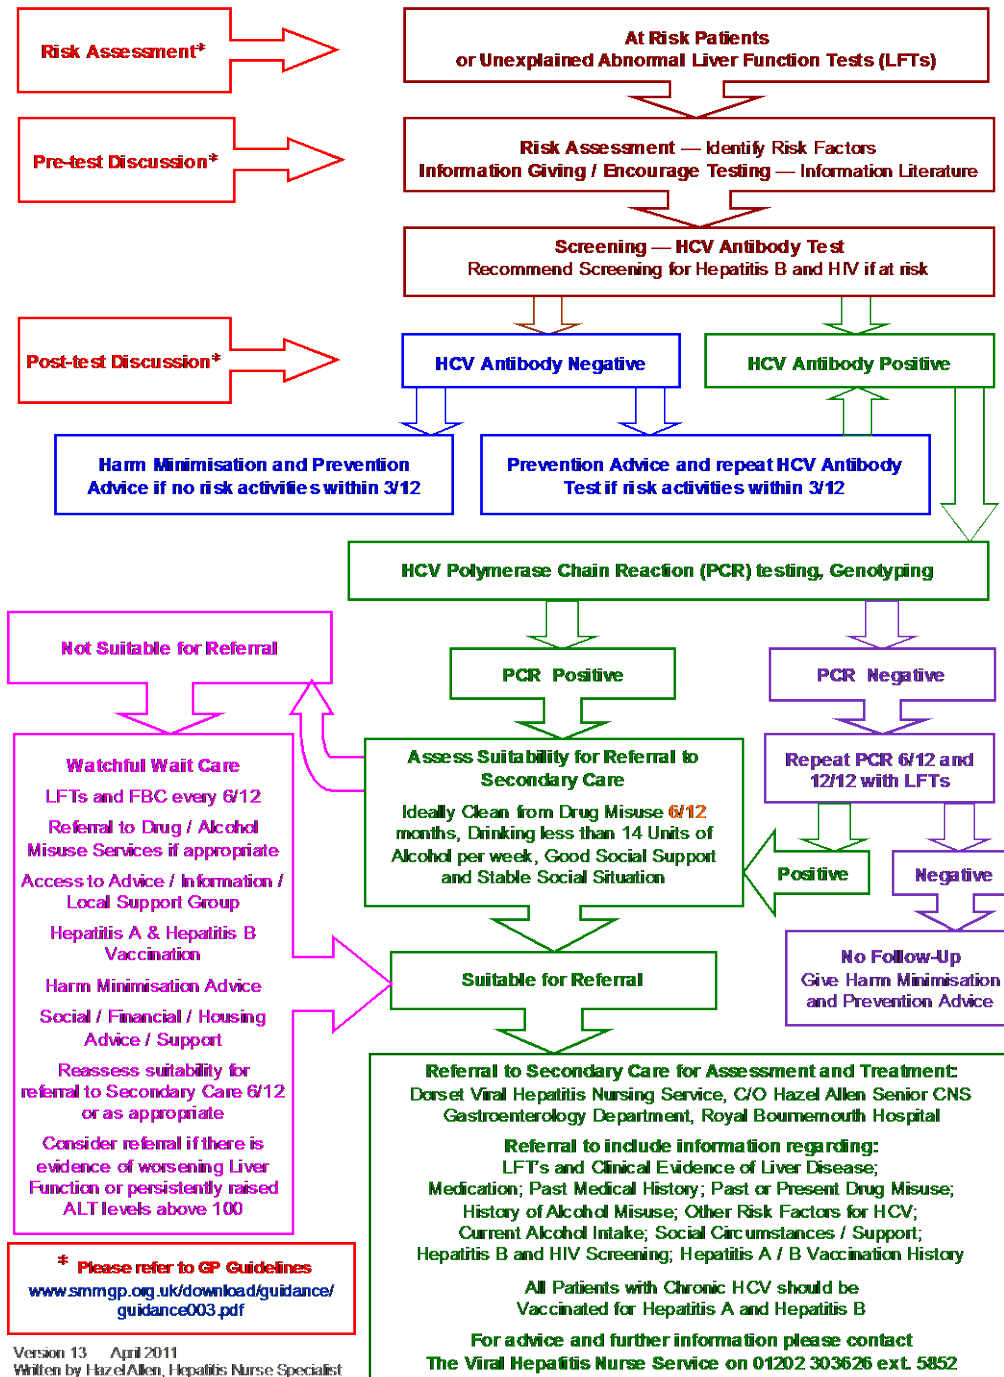 Risk Assessment*
At Risk Patients
or Unexplained Abnormal Liver Function Tests (LFTs)
Pre-test Discussion*
Risk Assessment — Identify Risk Factors
Information Giving / Encourage Testing — Information Literature
Screening — HCV Antibody Test
Recommend Screening for Hepatitis B and HIV if at risk
Post-test Discussion*
HCV Antibody Negative
HCV Antibody Positive
Harm Minimisation and Prevention
Advice if no risk activities within 3/12
Prevention Advice and repeat HCV Antibody
Test if risk activities within 3/12
HCV Polymerase Chain Reaction (PCR) testing, Genotyping
Not Suitable for Referral
PCR Positive
PCR Negative
Watchful Wait Care
LFTs and FBC every 6/12
Referral to Drug / Alcohol
Misuse Services if appropriate
Access to Advice / Information /
Local Support Group
Hepatitis A & Hepatitis B
Vaccination
Harm Minimisation Advice
Social / Financial / Housing
Advice / Support
Reassess suitability for
referral to Secondary Care 6/12
or as appropriate
Consider referral if there is
evidence of worsening Liver
Function or persistently raised
ALT levels above 100
Assess Suitability for Referral to
Secondary Care
Ideally Clean from Drug Misuse 6/12
months, Drinking less than 14 Units of
Alcohol per week, Good Social Support
and Stable Social Situation
Repeat PCR 6/12 and
12/12 with LFTs
Positive
Negative
No Follow-Up
Give Harm Minimisation
and Prevention Advice
Suitable for Referral
Referral to Secondary Care for Assessment and Treatment:
Dorset Viral Hepatitis Nursing Service, C/O Hazel Allen Senior CNS
Gastroenterology Department, Royal Bournemouth Hospital
Referral to include information regarding:
LFT's and Clinical Evidence of Liver Disease;
Medication; Past Medical History; Past or Present Drug Misuse;
History of Alcohol Misuse; Other Risk Factors for HCV;
Current Alcohol Intake; Social Circumstances / Support;
Hepatitis B and HIV Screening; Hepatitis A / B Vaccination History
All Patients with Chronic HCV should be
Vaccinated for Hepatitis A and Hepatitis B
For advice and further information please contact
The Viral Hepatitis Nurse Service on 01202 303626 ext. 5852
* Please refer to GP Guidelines
www.smmgp.org.uk/download/guidance/
guidance003.pdf
Version 13 April 2011
Written by Hazel Allen, Hepatitis Nurse Specialist